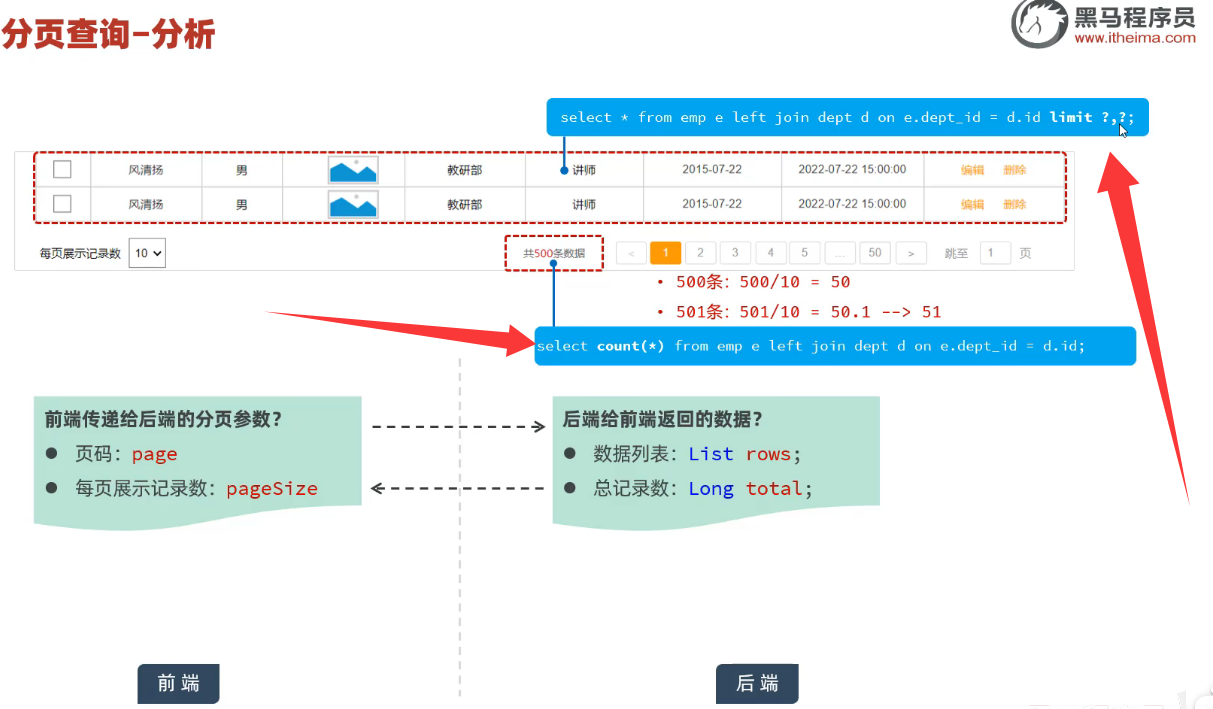 分页查询-分析
黑马程序员
www.itheima.com
select * from emp e left join dept d on e.dept_id = d.id limit ?,?;
风清扬 男 教研部 讲师 2015-07-22 2022-07-22 15:00:00 编辑 删除
风清扬 男 教研部 讲师 2015-07-22 2022-07-22 15:00:00 编辑 删除
每页展示记录数 10 共500条数据 < 1 2 3 4 5 ... 50 > 跳至 1 页
• 500条：500/10 = 50
• 501条：501/10 = 50.1 --> 51
select count(*) from emp e left join dept d on e.dept_id = d.id;
前端传递给后端的分页参数？
● 页码：page
● 每页展示记录数：pageSize
后端给前端返回的数据？
● 数据列表：List rows;
● 总记录数：Long total;
前端
后端